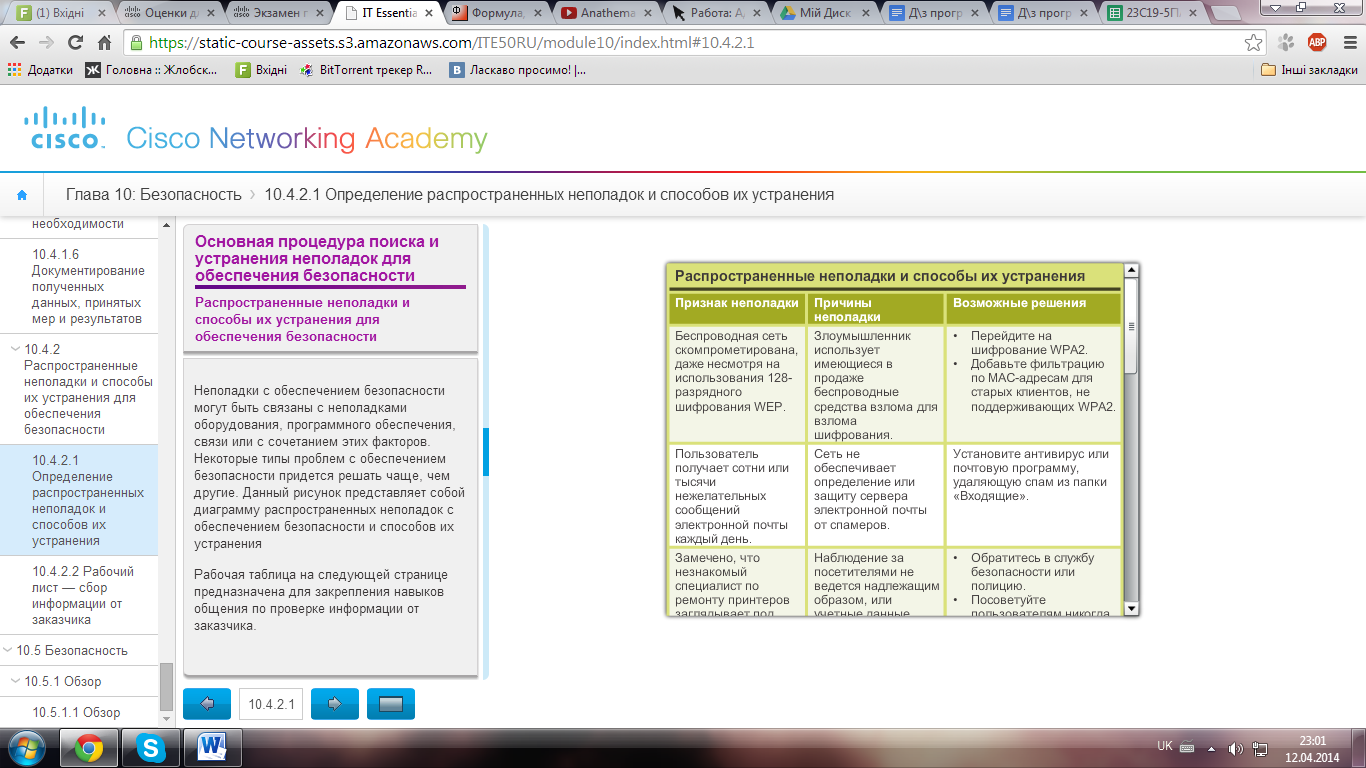 (1) Вхідні
Оценки д
Экзамен г
IT Essentia
Формула,
Anathema
Работа: А
Мій Диск
Д\з прог
Д\з прог
23С19-5П
https://static-course-assets.s3.amazonaws.com/ITE50RU/module10/index.html#10.4.2.1
Додатки
Головна :: Жлобск...
Вхідні
BitTorrent трекер R...
Ласкаво просимо! |...
Інші закладки
CISCO
Cisco Networking Academy
Глава 10: Безопасность
10.4.2.1 Определение распространенных неполадок и способов их устранения
необходимости
10.4.1.6
Документирование
полученных
данных, принятых
мер и результатов
10.4.2
Распространенные
неполадки и способы
их устранения для
обеспечения
безопасности
10.4.2.1
Определение
распространенных
неполадок и
способов их
устранения
10.4.2.2 Рабочий
лист — сбор
информации от
заказчика
10.5 Безопасность
10.5.1 Обзор
10.5.1.1 Обзор
Основная процедура поиска и
устранения неполадок для
обеспечения безопасности
Распространенные неполадки и
способы их устранения для
обеспечения безопасности
Неполадки с обеспечением безопасности
могут быть связаны с неполадками
оборудования, программного обеспечения,
связи или с сочетанием этих факторов.
Некоторые типы проблем с обеспечением
безопасности придется решать чаще, чем
другие. Данный рисунок представляет собой
диаграмму распространенных неполадок с
обеспечением безопасности и способов их
устранения
Рабочая таблица на следующей странице
предназначена для закрепления навыков
общения по проверке информации от
заказчика.
10.4.2.1
Распространенные неполадки и способы их устранения
Признак неполадки
Причины
неполадки
Возможные решения
Беспроводная сеть
скомпрометирована,
даже несмотря на
использования 128-
разрядного
шифрования WEP.
Злоумышленник
использует
имеющиеся в
продаже
беспроводные
средства взлома для
взлома
шифрования.
• Перейдите на
шифрование WPA2.
• Добавьте фильтрацию
по MAC-адресам для
старых клиентов, не
поддерживающих WPA2.
Пользователь
получает сотни или
тысячи
нежелательных
сообщений
электронной почты
каждый день.
Сеть не
обеспечивает
определение или
защиту сервера
электронной почты
от спамеров.
Установите антивирус или
почтовую программу,
удаляющую спам из папки
«Входящие».
Замечено, что
незнакомый
специалист по
ремонту принтеров
заглядывает под
Наблюдение за
посетителями не
ведется надлежащим
образом, или
учетные данные
• Обратитесь в службу
безопасности или
полицию.
• Посоветуйте
пользователям никогда
UK
23:01
12.04.2014